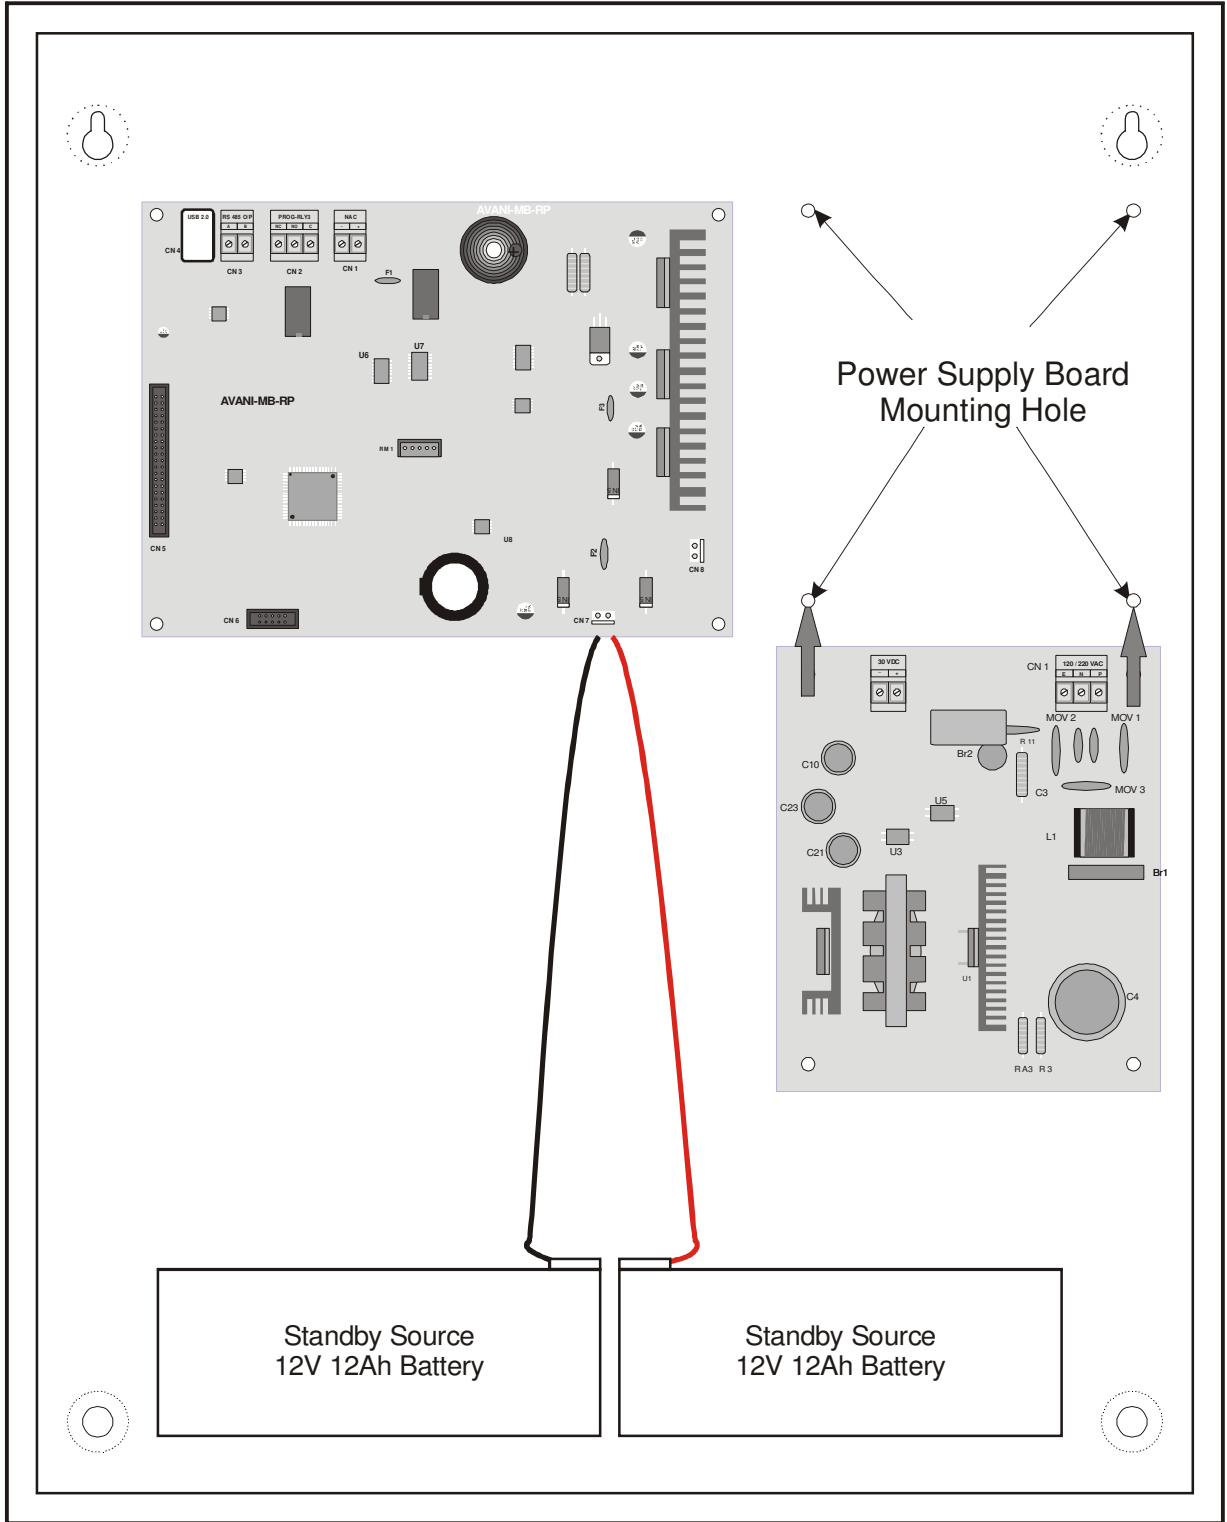 AVANI-MB-RP
USB 2.0
RS 485 O/P
PROG-RLY3
NAC
A B
NC NO C
− +
CN 4
CN 3
CN 2
CN 1
F1
U6
U7
AVANI-MB-RP
F3
RM 1
CN 5
U8
F2
CN 8
CN 6
CN 7
Power Supply Board
Mounting Hole
30 VDC
− +
CN 1
120 / 220 VAC
E N P
MOV 2
MOV 1
R 11
Br2
C10
C3
MOV 3
C23
U5
L1
C21
U3
Br1
U1
C4
RA3
R 3
Standby Source
12V 12Ah Battery
Standby Source
12V 12Ah Battery